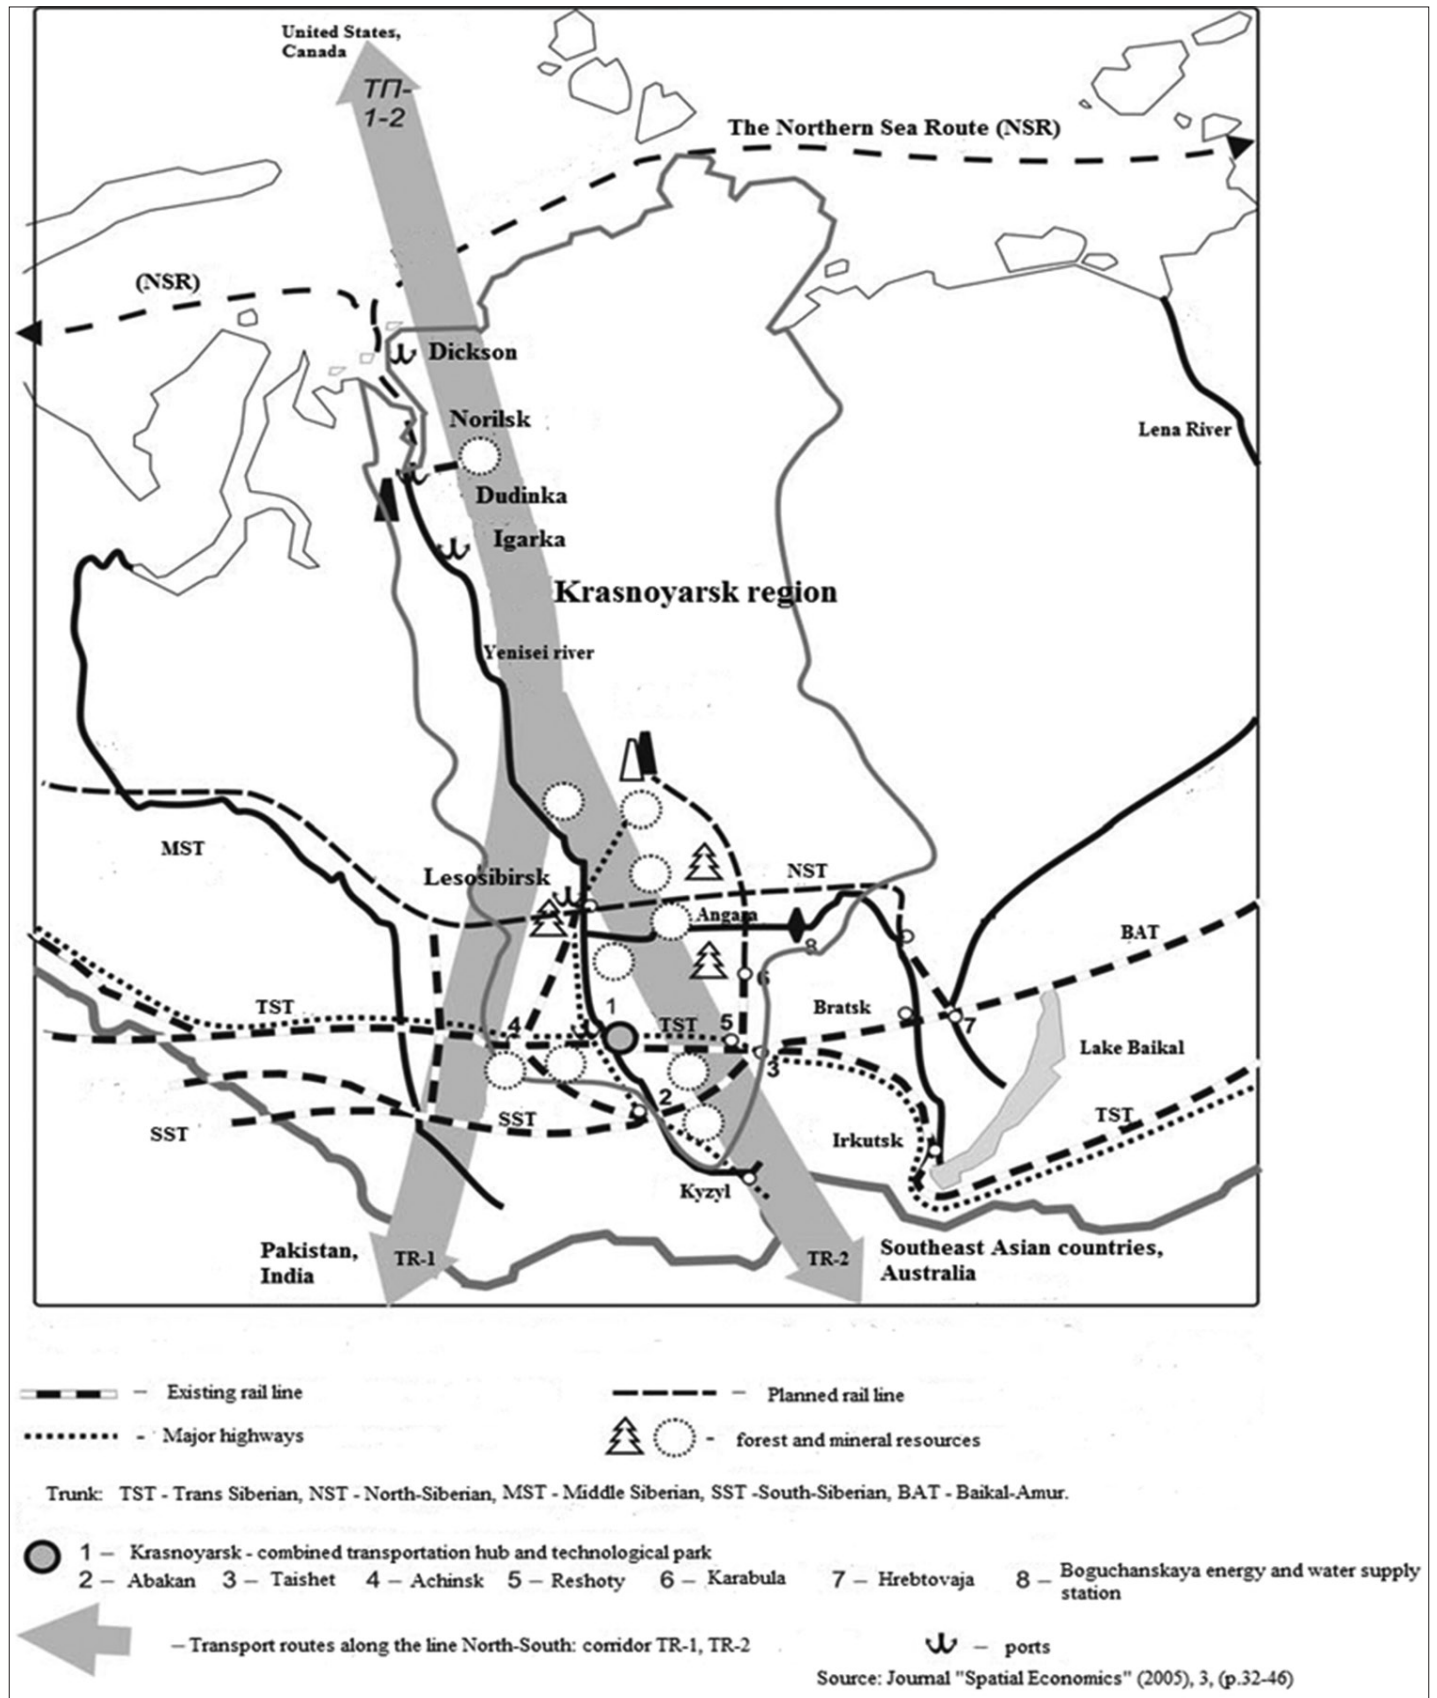 United States,
Canada
ТП-
1-2
The Northern Sea Route (NSR)
(NSR)
Dickson
Norilsk
Lena River
Dudinka
Igarka
Krasnoyarsk region
Yenisei river
MST
NST
Lesosibirsk
Angara
BAT
8
6
TST
1
Bratsk
4
TST
5
7
Lake Baikal
3
2
SST
TST
SST
Irkutsk
Kyzyl
Pakistan,
India
TR-1
TR-2
Southeast Asian countries,
Australia
– Existing rail line
– Planned rail line
- Major highways
- forest and mineral resources
Trunk: TST - Trans Siberian, NST - North-Siberian, MST - Middle Siberian, SST -South-Siberian, BAT - Baikal-Amur.
1 – Krasnoyarsk - combined transportation hub and technological park
2 – Abakan 3 – Taishet 4 – Achinsk 5 – Reshoty 6 – Karabula 7 – Hrebtovaja 8 – Boguchanskaya energy and water supply
station
– Transport routes along the line North-South: corridor TR-1, TR-2
– ports
Source: Journal "Spatial Economics" (2005), 3, (p.32-46)